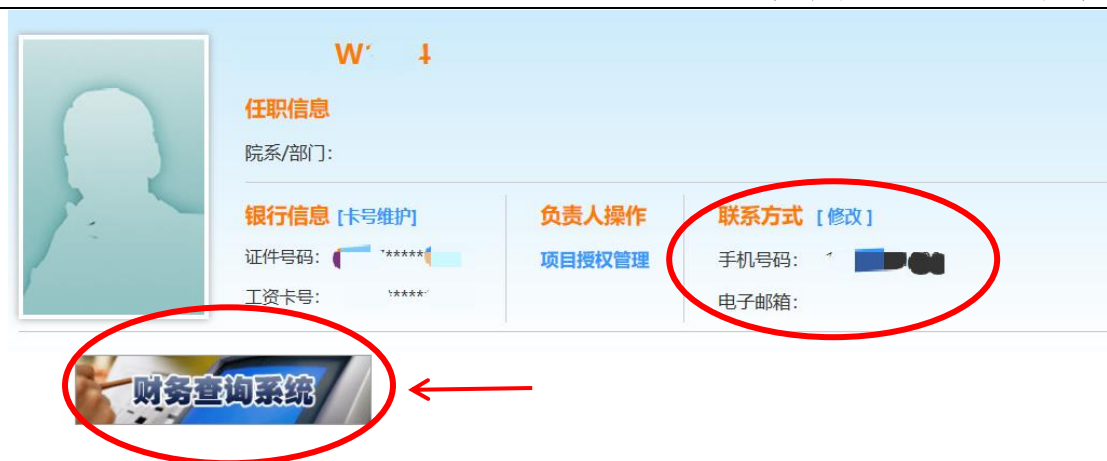 任职信息
院系/部门：
银行信息 [卡号维护]
证件号码： *****
工资卡号： ****
负责人操作
项目授权管理
联系方式 [修改]
手机号码：
电子邮箱：
财务查询系统